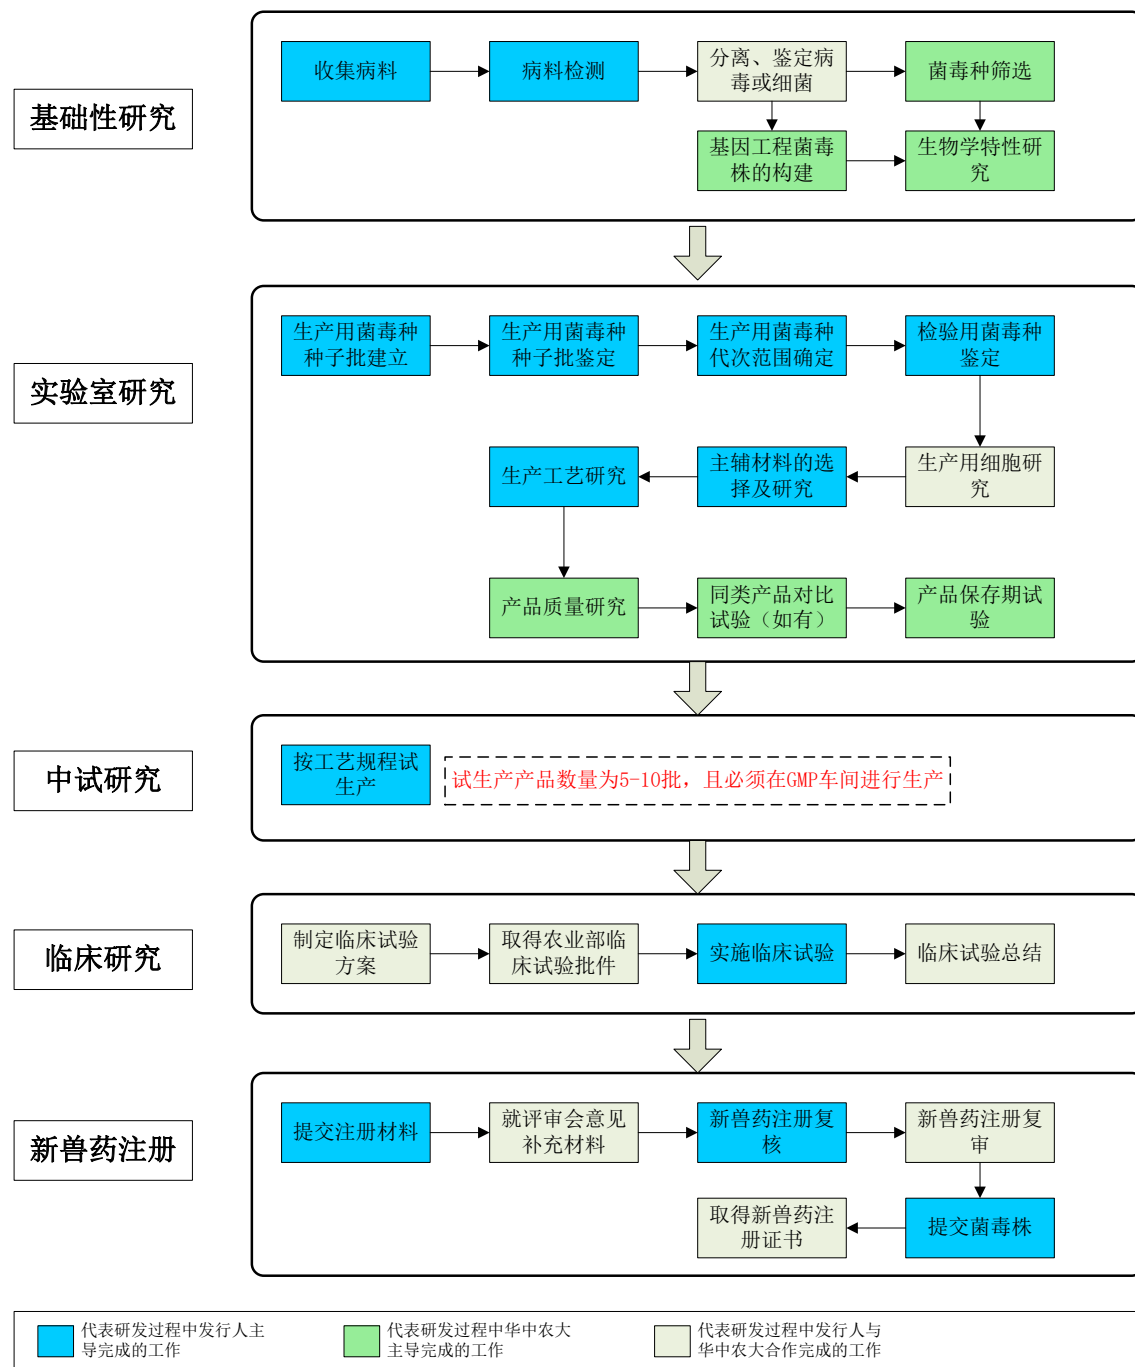 基础性研究
收集病料
病料检测
分离、鉴定病
毒或细菌
菌毒种筛选
基因工程菌毒
株的构建
生物学特性研
究
实验室研究
生产用菌毒种
种子批建立
生产用菌毒种
种子批鉴定
生产用菌毒种
代次范围确定
检验用菌毒种
鉴定
生产工艺研究
主辅材料的选
择及研究
生产用细胞研
究
产品质量研究
同类产品对比
试验（如有）
产品保存期试
验
中试研究
按工艺规程试
生产
试生产产品数量为5-10批，且必须在GMP车间进行生产
临床研究
制定临床试验
方案
取得农业部临
床试验批件
实施临床试验
临床试验总结
新兽药注册
提交注册材料
就评审会意见
补充材料
新兽药注册复
核
新兽药注册复
审
取得新兽药注
册证书
提交菌毒株
代表研发过程中发行人主
导完成的工作
代表研发过程中华中农大
主导完成的工作
代表研发过程中发行人与
华中农大合作完成的工作